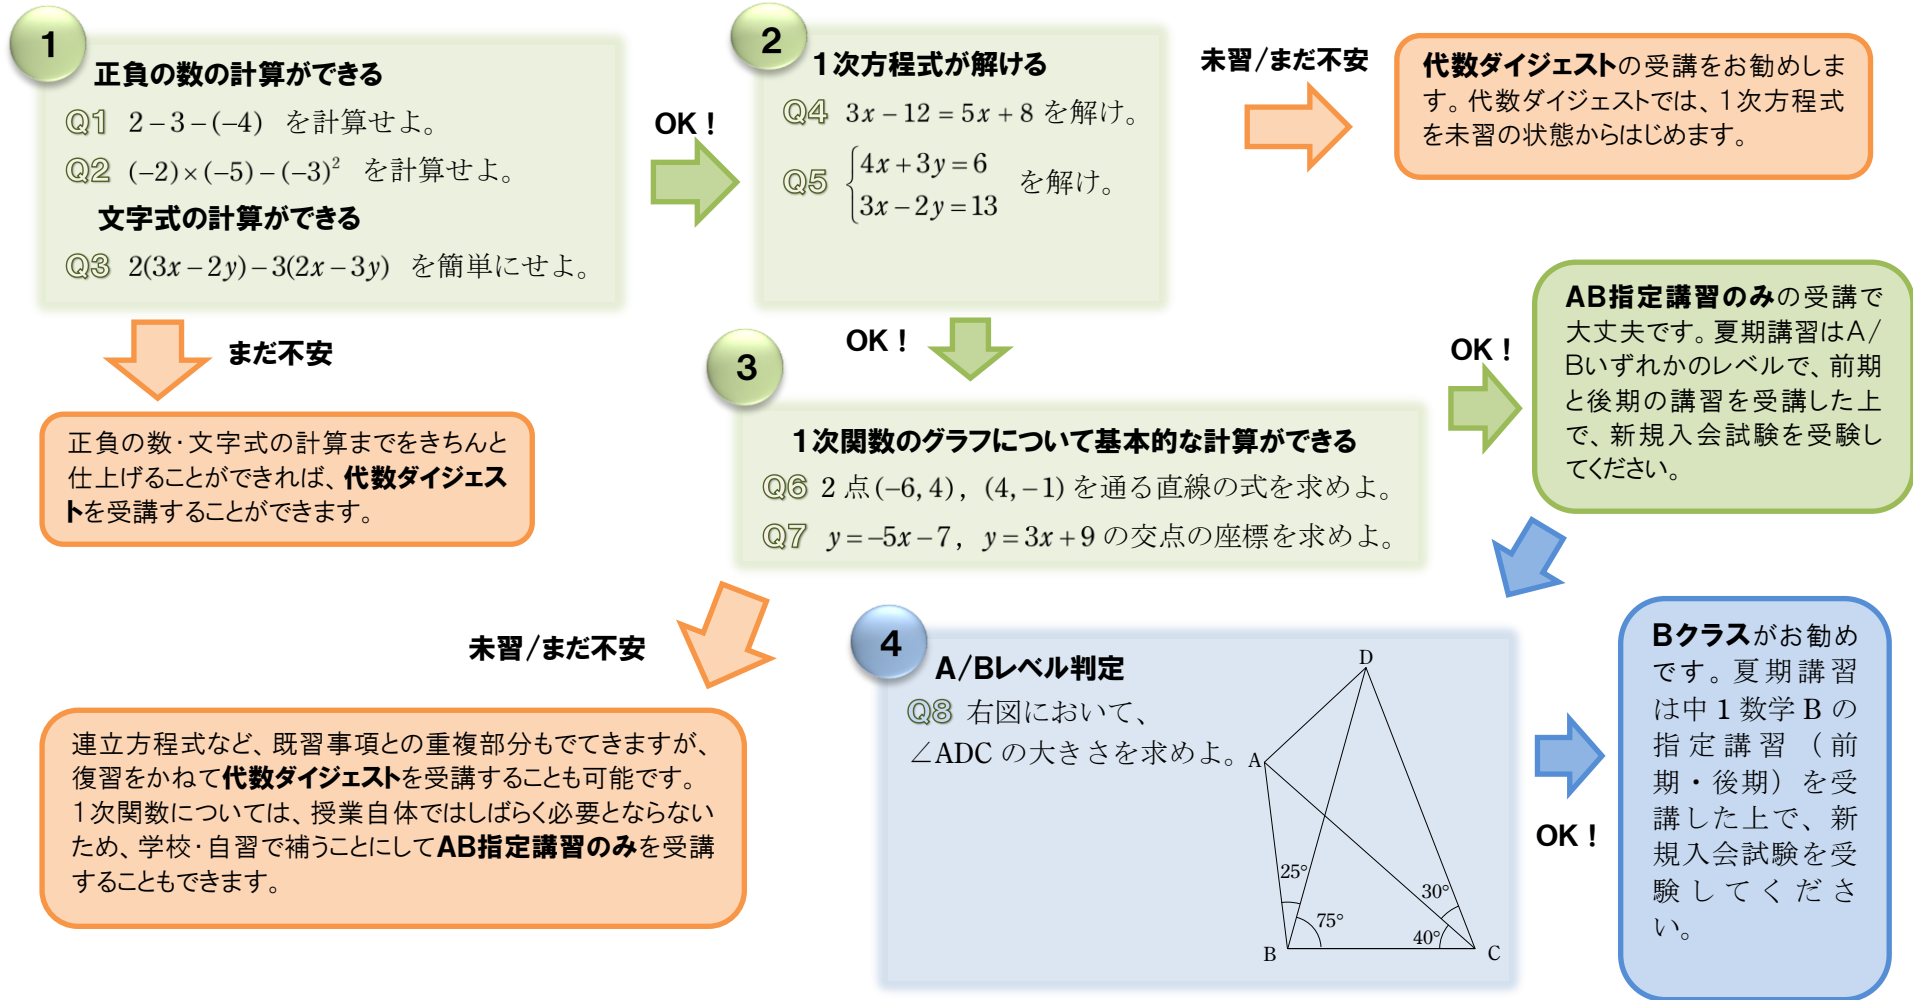 1
正負の数の計算ができる
Q1 2−3−(−4) を計算せよ。
Q2 (−2)×(−5)−(−3)² を計算せよ。
文字式の計算ができる
Q3 2(3x−2y)−3(2x−3y) を簡単にせよ。
OK！
2
1次方程式が解ける
Q4 3x−12=5x+8 を解け。
Q5 {4x+3y=6
3x−2y=13 を解け。
未習/まだ不安
代数ダイジェストの受講をお勧めしま
す。代数ダイジェストでは、1次方程式
を未習の状態からはじめます。
まだ不安
正負の数・文字式の計算までをきちんと
仕上げることができれば、代数ダイジェス
トを受講することができます。
OK！
3
1次関数のグラフについて基本的な計算ができる
Q6 2点(−6,4), (4,−1)を通る直線の式を求めよ。
Q7 y=−5x−7, y=3x+9の交点の座標を求めよ。
OK！
AB指定講習のみの受講で
大丈夫です。夏期講習はA/
Bいずれかのレベルで、前期
と後期の講習を受講した上
で、新規入会試験を受験し
てください。
未習/まだ不安
連立方程式など、既習事項との重複部分もでてきますが、
復習をかねて代数ダイジェストを受講することも可能です。
1次関数については、授業自体ではしばらく必要とならない
ため、学校・自習で補うことにしてAB指定講習のみを受講
することもできます。
4
A/Bレベル判定
Q8 右図において、
∠ADCの大きさを求めよ。
D
A
25°
30°
75°
40°
B
C
OK！
Bクラスがお勧め
です。夏期講習
は中1数学Bの
指定講習（前
期・後期）を受
講した上で、新
規入会試験を受
験してくださ
い。